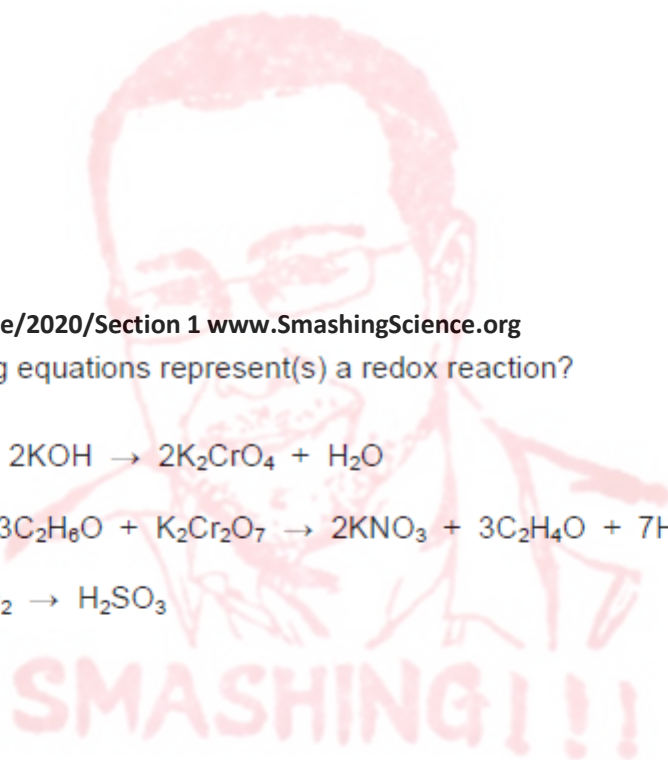 e/2020/Section 1 www.SmashingScience.org
g equations represent(s) a redox reaction?
2KOH → 2K₂CrO₄ + H₂O
3C₂H₆O + K₂Cr₂O₇ → 2KNO₃ + 3C₂H₄O + 7H
₂ → H₂SO₃
SMASHING!!!